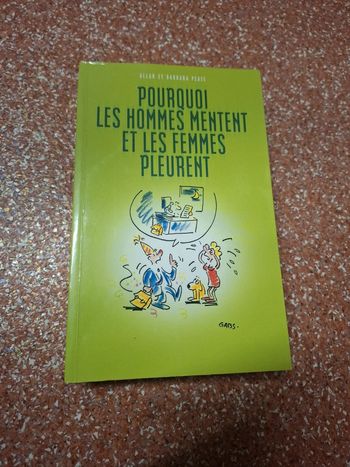 ALLAN ET BARBARA PEASE
POURQUOI
LES HOMMES MENTENT
ET LES FEMMES
PLEURENT
GABS.